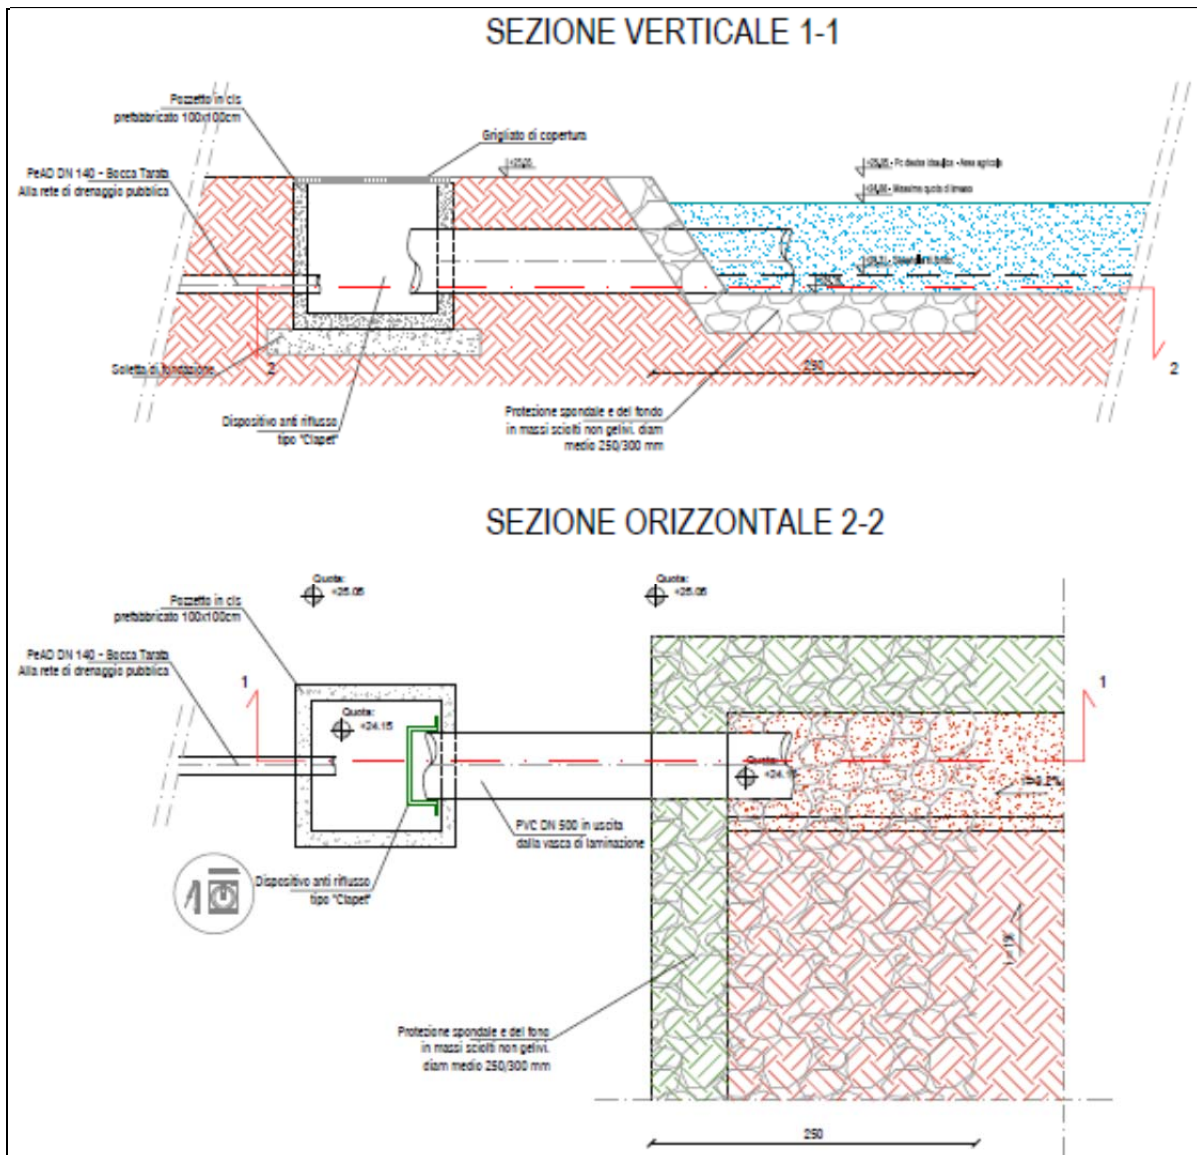 SEZIONE VERTICALE 1-1
Pozzetto in cls
prefabbricato 100x100cm
Grigliato di copertura
PeAD DN 140 - Bocca Tarata
Alla rete di drenaggio pubblica
Soletta di fondazione
2
250
2
Dispositivo anti riflusso
tipo "Clapet"
Protezione spondale e del fondo
in massi sciolti non gelivi. diam
medio 250/300 mm
SEZIONE ORIZZONTALE 2-2
Quota:
+25.05
Quota:
+25.05
Pozzetto in cls
prefabbricato 100x100cm
PeAD DN 140 - Bocca Tarata
Alla rete di drenaggio pubblica
1
1
Quota:
+24.15
Quota:
PVC DN 500 in uscita
dalla vasca di laminazione
Dispositivo anti riflusso
tipo "Clapet"
Protezione spondale e del fono
in massi sciolti non gelivi.
diam medio 250/300 mm
250